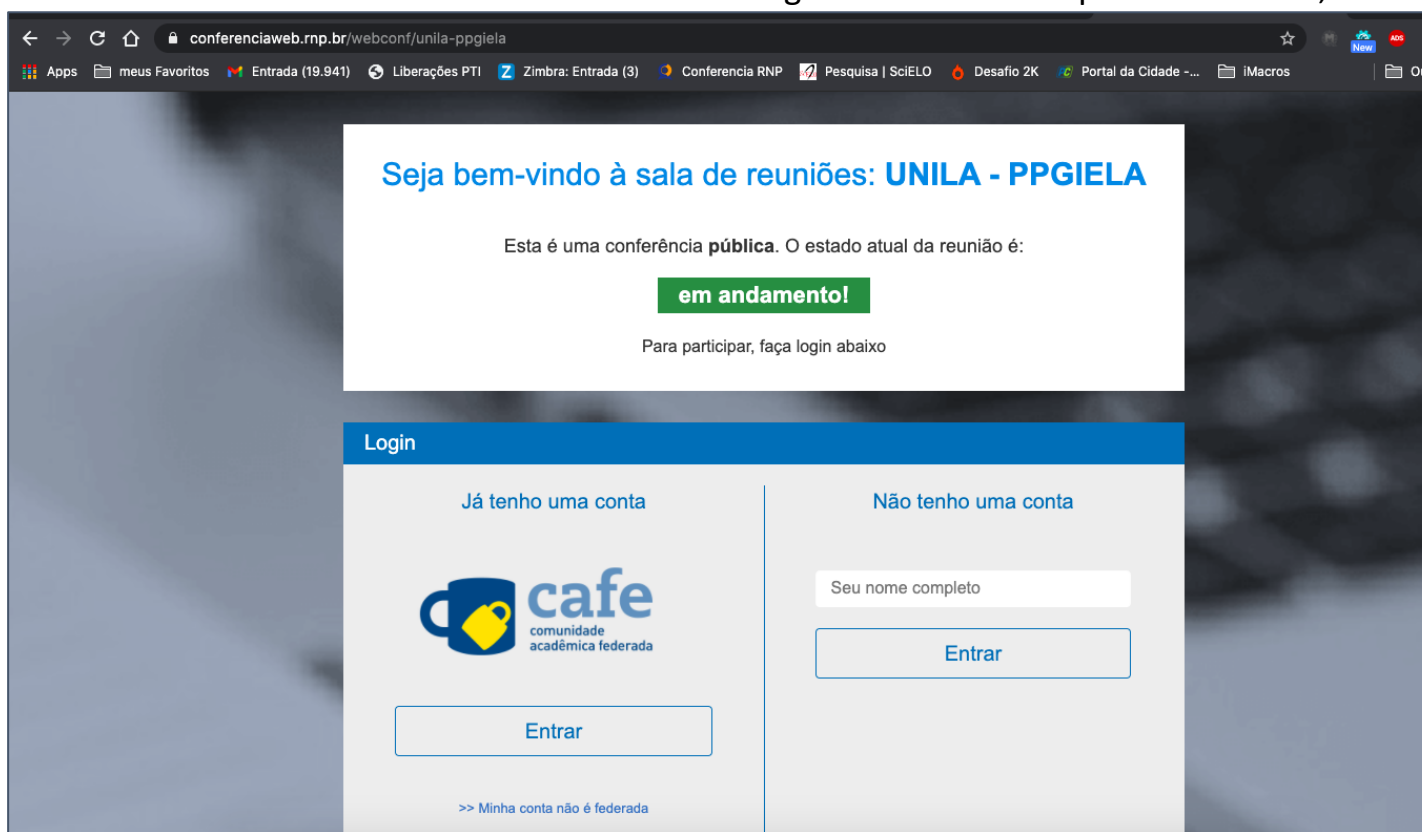 conferenciaweb.rnp.br/webconf/unila-ppgiela
New
ADS
Apps meus Favoritos Entrada (19.941) Liberações PTI Zimbra: Entrada (3) Conferencia RNP Pesquisa | SciELO Desafio 2K Portal da Cidade -... iMacros
Seja bem-vindo à sala de reuniões: UNILA - PPGIELA
Esta é uma conferência pública. O estado atual da reunião é:
em andamento!
Para participar, faça login abaixo
Login
Já tenho uma conta
Não tenho uma conta
cafe
comunidade
acadêmica federada
Seu nome completo
Entrar
Entrar
>> Minha conta não é federada